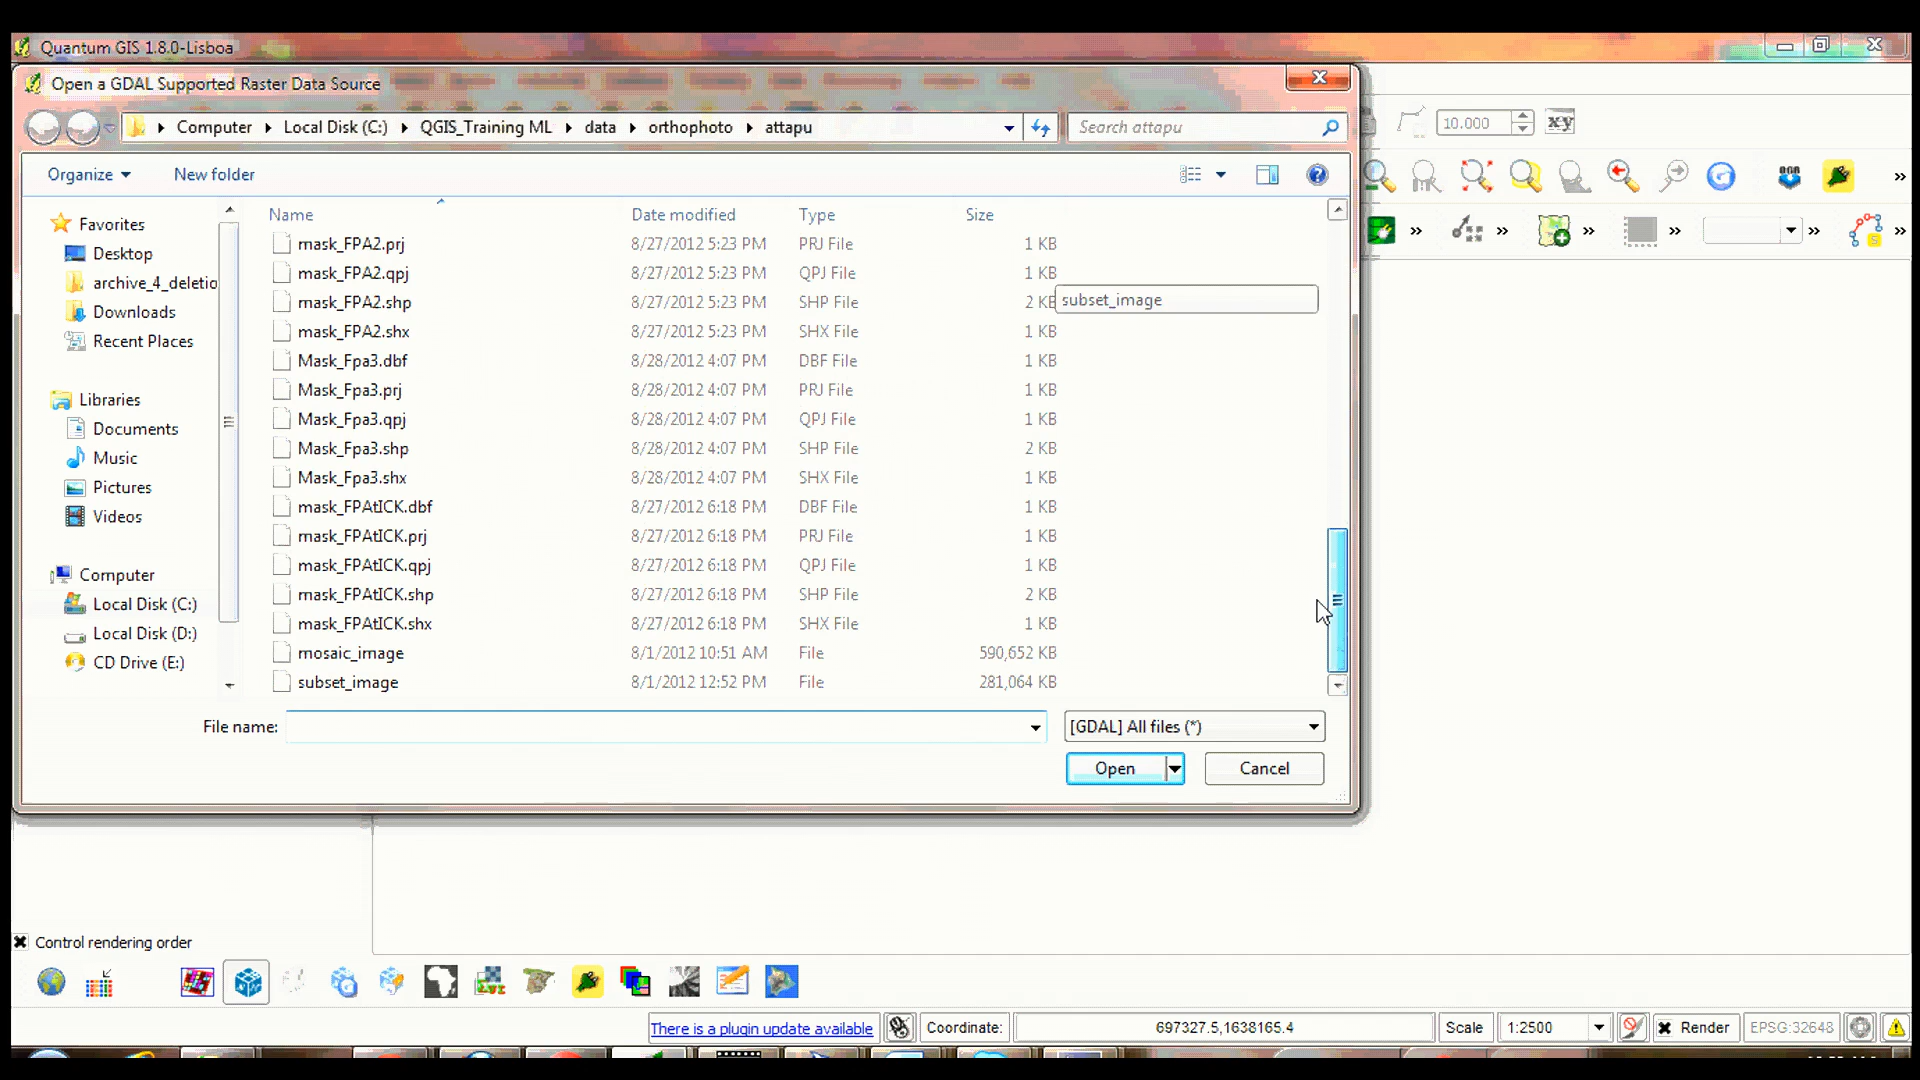 Quantum GIS 1.8.0-Lisboa
Open a GDAL Supported Raster Data Source
Computer Local Disk (C:) QGIS_Training ML data orthophoto attapu Search attapu
10.000
Organize New folder
Name Date modified Type Size
mask_FPA2.prj 8/27/2012 5:23 PM PRJ File 1 KB
mask_FPA2.qpj 8/27/2012 5:23 PM QPJ File 1 KB
mask_FPA2.shp 8/27/2012 5:23 PM SHP File 2 KB
subset_image
mask_FPA2.shx 8/27/2012 5:23 PM SHX File 1 KB
Mask_Fpa3.dbf 8/28/2012 4:07 PM DBF File 1 KB
Mask_Fpa3.prj 8/28/2012 4:07 PM PRJ File 1 KB
Mask_Fpa3.qpj 8/28/2012 4:07 PM QPJ File 1 KB
Mask_Fpa3.shp 8/28/2012 4:07 PM SHP File 2 KB
Mask_Fpa3.shx 8/28/2012 4:07 PM SHX File 1 KB
mask_FPAtICK.dbf 8/27/2012 6:18 PM DBF File 1 KB
mask_FPAtICK.prj 8/27/2012 6:18 PM PRJ File 1 KB
mask_FPAtICK.qpj 8/27/2012 6:18 PM QPJ File 1 KB
mask_FPAtICK.shp 8/27/2012 6:18 PM SHP File 2 KB
mask_FPAtICK.shx 8/27/2012 6:18 PM SHX File 1 KB
mosaic_image 8/1/2012 10:51 AM File 590,652 KB
subset_image 8/1/2012 12:52 PM File 281,064 KB
Favorites
Desktop
archive_4_deletio
Downloads
Recent Places
Libraries
Documents
Music
Pictures
Videos
Computer
Local Disk (C:)
Local Disk (D:)
CD Drive (E:)
File name: [GDAL] All files (*)
Open Cancel
Control rendering order
There is a plugin update available Coordinate: 697327.5,1638165.4 Scale 1:2500 Render EPSG:32648